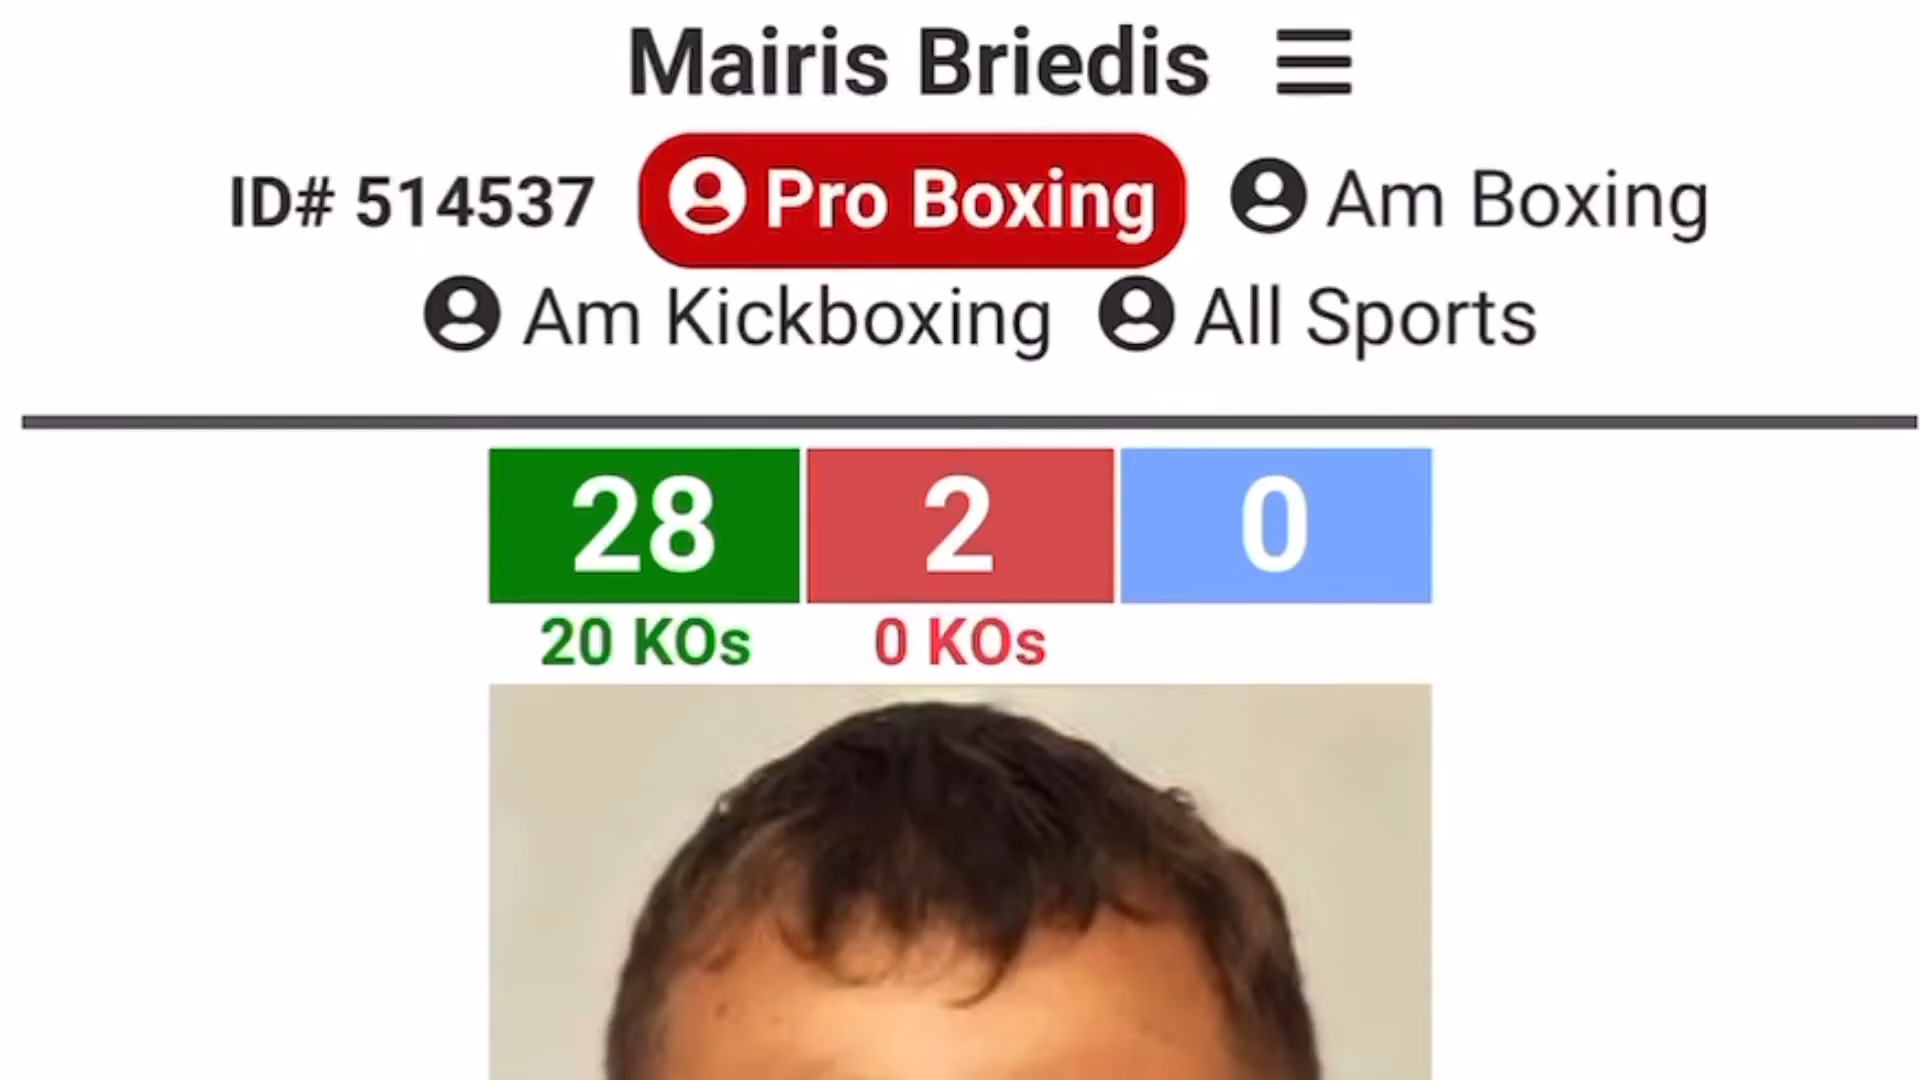 Mairis Briedis
ID# 514537 Pro Boxing Am Boxing
Am Kickboxing All Sports
28 2 0
20 KOs 0 KOs